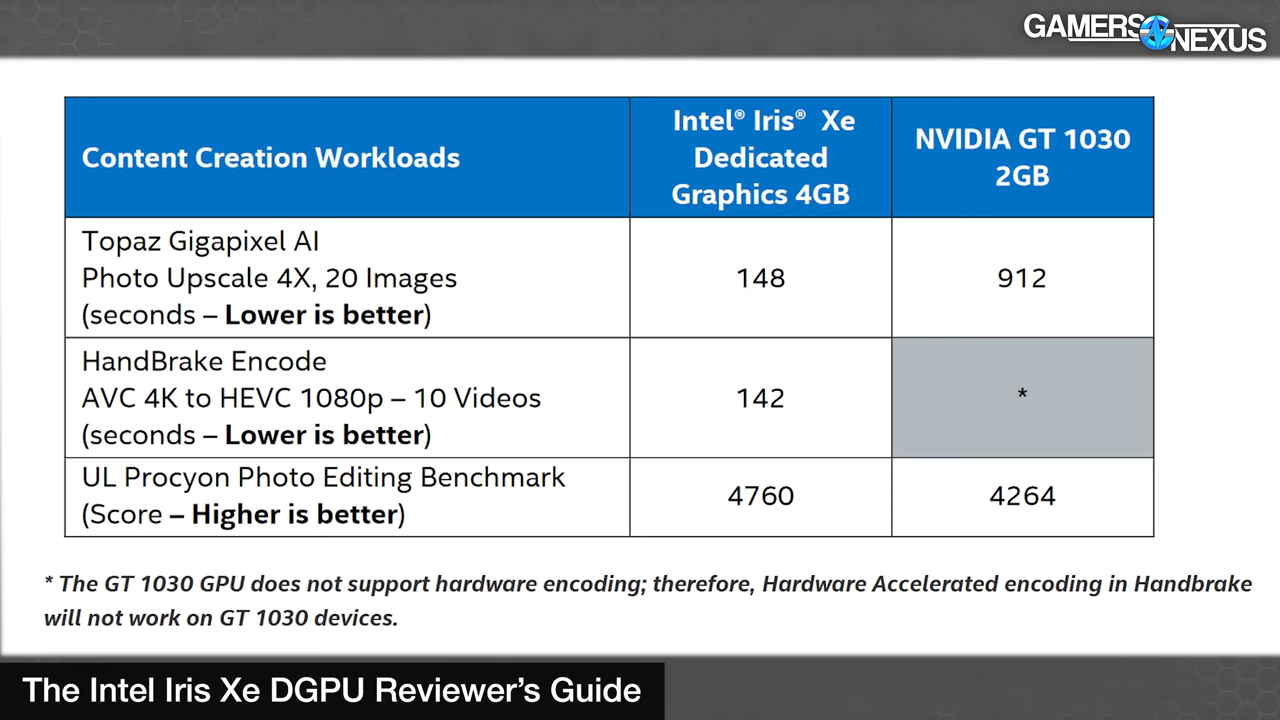 GAMERS NEXUS
Content Creation Workloads
Intel® Iris® Xe
Dedicated
Graphics 4GB
NVIDIA GT 1030
2GB
Topaz Gigapixel AI
Photo Upscale 4X, 20 Images
(seconds – Lower is better)
148
912
HandBrake Encode
AVC 4K to HEVC 1080p – 10 Videos
(seconds – Lower is better)
142
*
UL Procyon Photo Editing Benchmark
(Score – Higher is better)
4760
4264
* The GT 1030 GPU does not support hardware encoding; therefore, Hardware Accelerated encoding in Handbrake
will not work on GT 1030 devices.
The Intel Iris Xe DGPU Reviewer's Guide